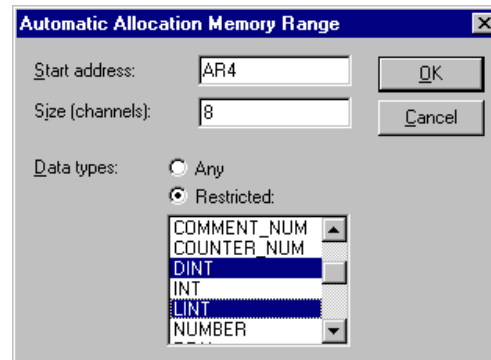 Automatic Allocation Memory Range
Start address: AR4 OK
Size (channels): 8 Cancel
Data types: Any
Restricted:
COMMENT_NUM
COUNTER_NUM
DINT
INT
LINT
NUMBER